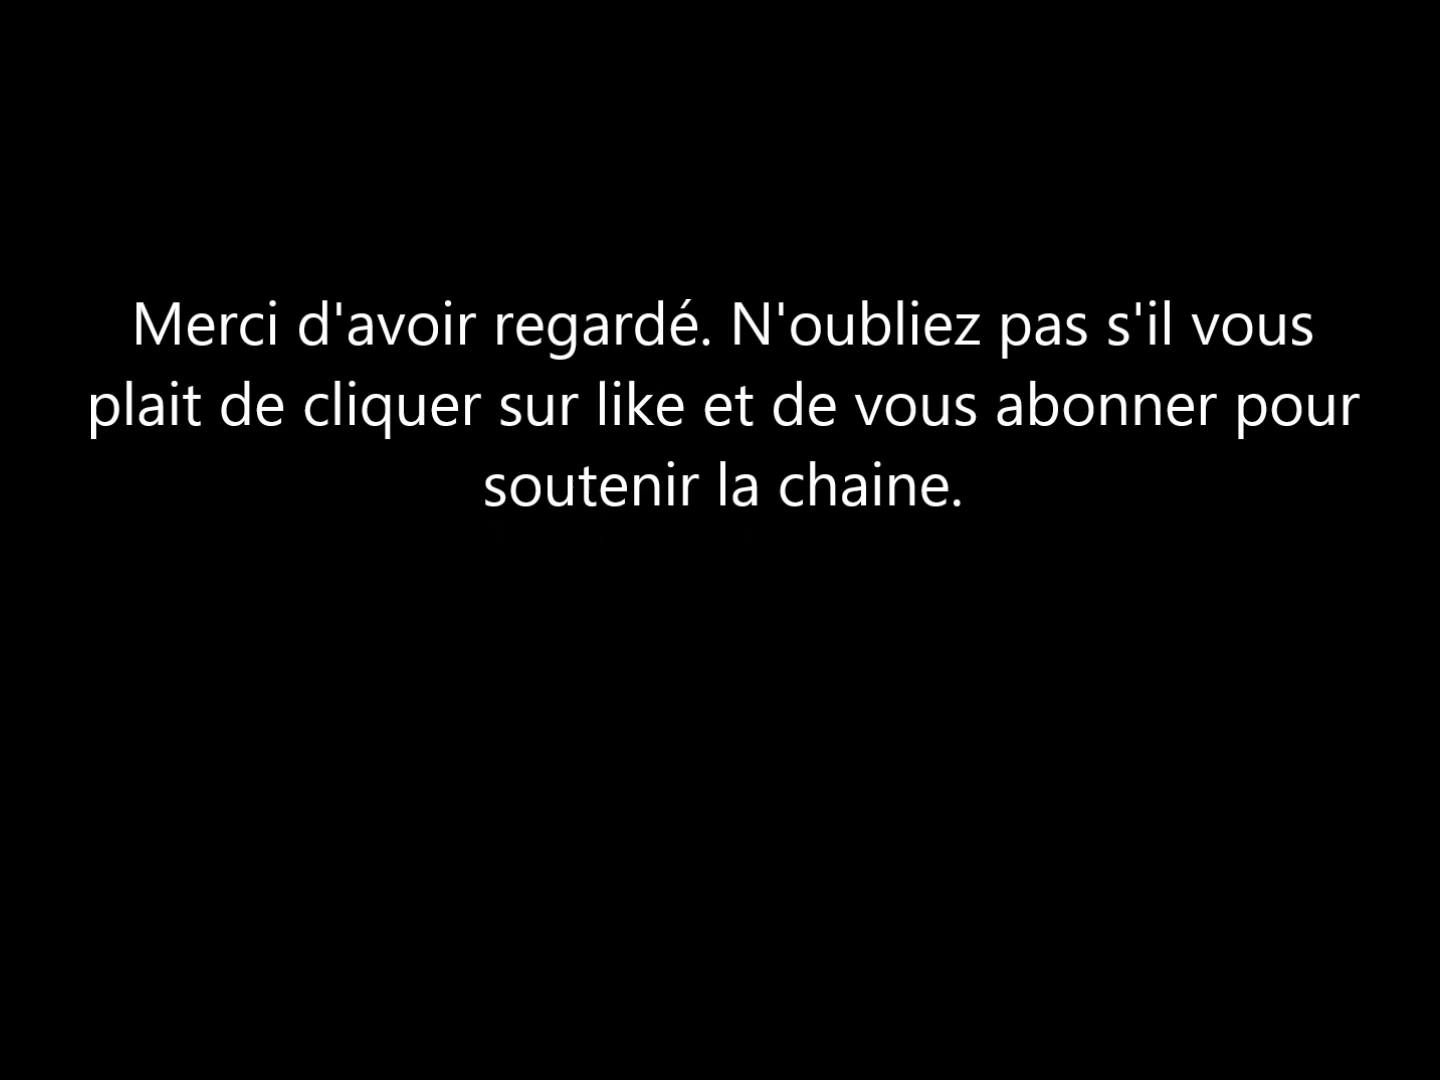 Merci d'avoir regardé. N'oubliez pas s'il vous
plait de cliquer sur like et de vous abonner pour
soutenir la chaine.